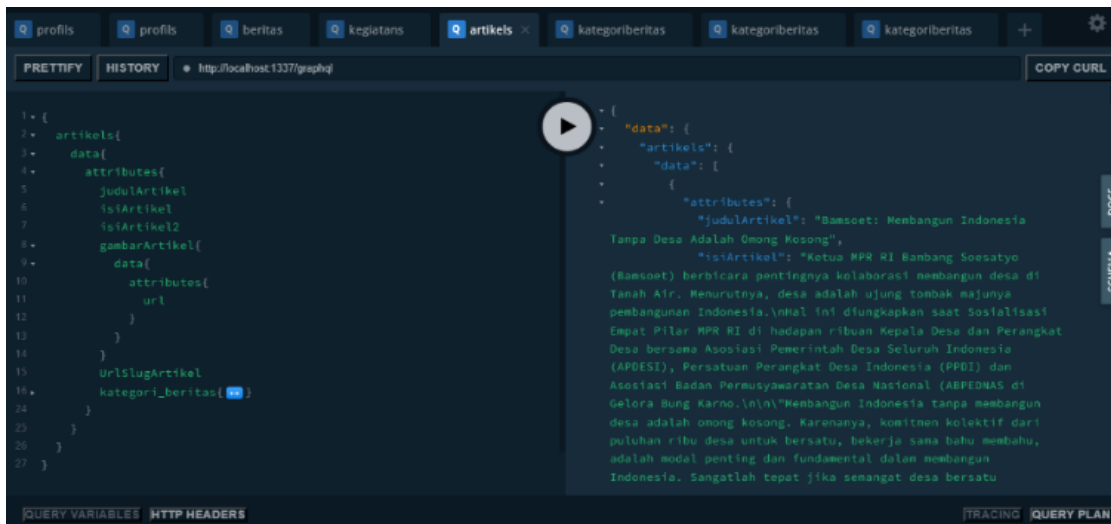 Q profils Q profils Q beritas Q kegiatans Q artikels × Q kategoriberitas Q kategoriberitas Q kategoriberitas +
PRETTIFY HISTORY http://localhost:1337/graphql COPY CURL
1 {
2 artikels{
3 data{
4 attributes{
5 judulArtikel
6 isiArtikel
7 isiArtikel2
8 gambarArtikel{
9 data{
10 attributes{
11 url
12 }
13 }
14 }
15 UrlSlugArtikel
16 kategori_beritas{↔}
24 }
25 }
26 }
27 }
{
"data": {
"artikels": {
"data": [
{
"attributes": {
"judulArtikel": "Bamsoet: Membangun Indonesia
Tanpa Desa Adalah Omong Kosong",
"isiArtikel": "Ketua MPR RI Bambang Soesatyo
(Bamsoet) berbicara pentingnya kolaborasi membangun desa di
Tanah Air. Menurutnya, desa adalah ujung tombak majunya
pembangunan Indonesia.\nHal ini diungkapkan saat Sosialisasi
Empat Pilar MPR RI di hadapan ribuan Kepala Desa dan Perangkat
Desa bersama Asosiasi Pemerintah Desa Seluruh Indonesia
(APDESI), Persatuan Perangkat Desa Indonesia (PPDI) dan
Asosiasi Badan Permusyawaratan Desa Nasional (ABPEDNAS di
Gelora Bung Karno.\n\n\"Membangun Indonesia tanpa membangun
desa adalah omong kosong. Karenanya, komitmen kolektif dari
puluhan ribu desa untuk bersatu, bekerja sama bahu membahu,
adalah modal penting dan fundamental dalam membangun
Indonesia. Sangatlah tepat jika semangat desa bersatu
DOCS
SCHEMA
QUERY VARIABLES HTTP HEADERS TRACING QUERY PLAN